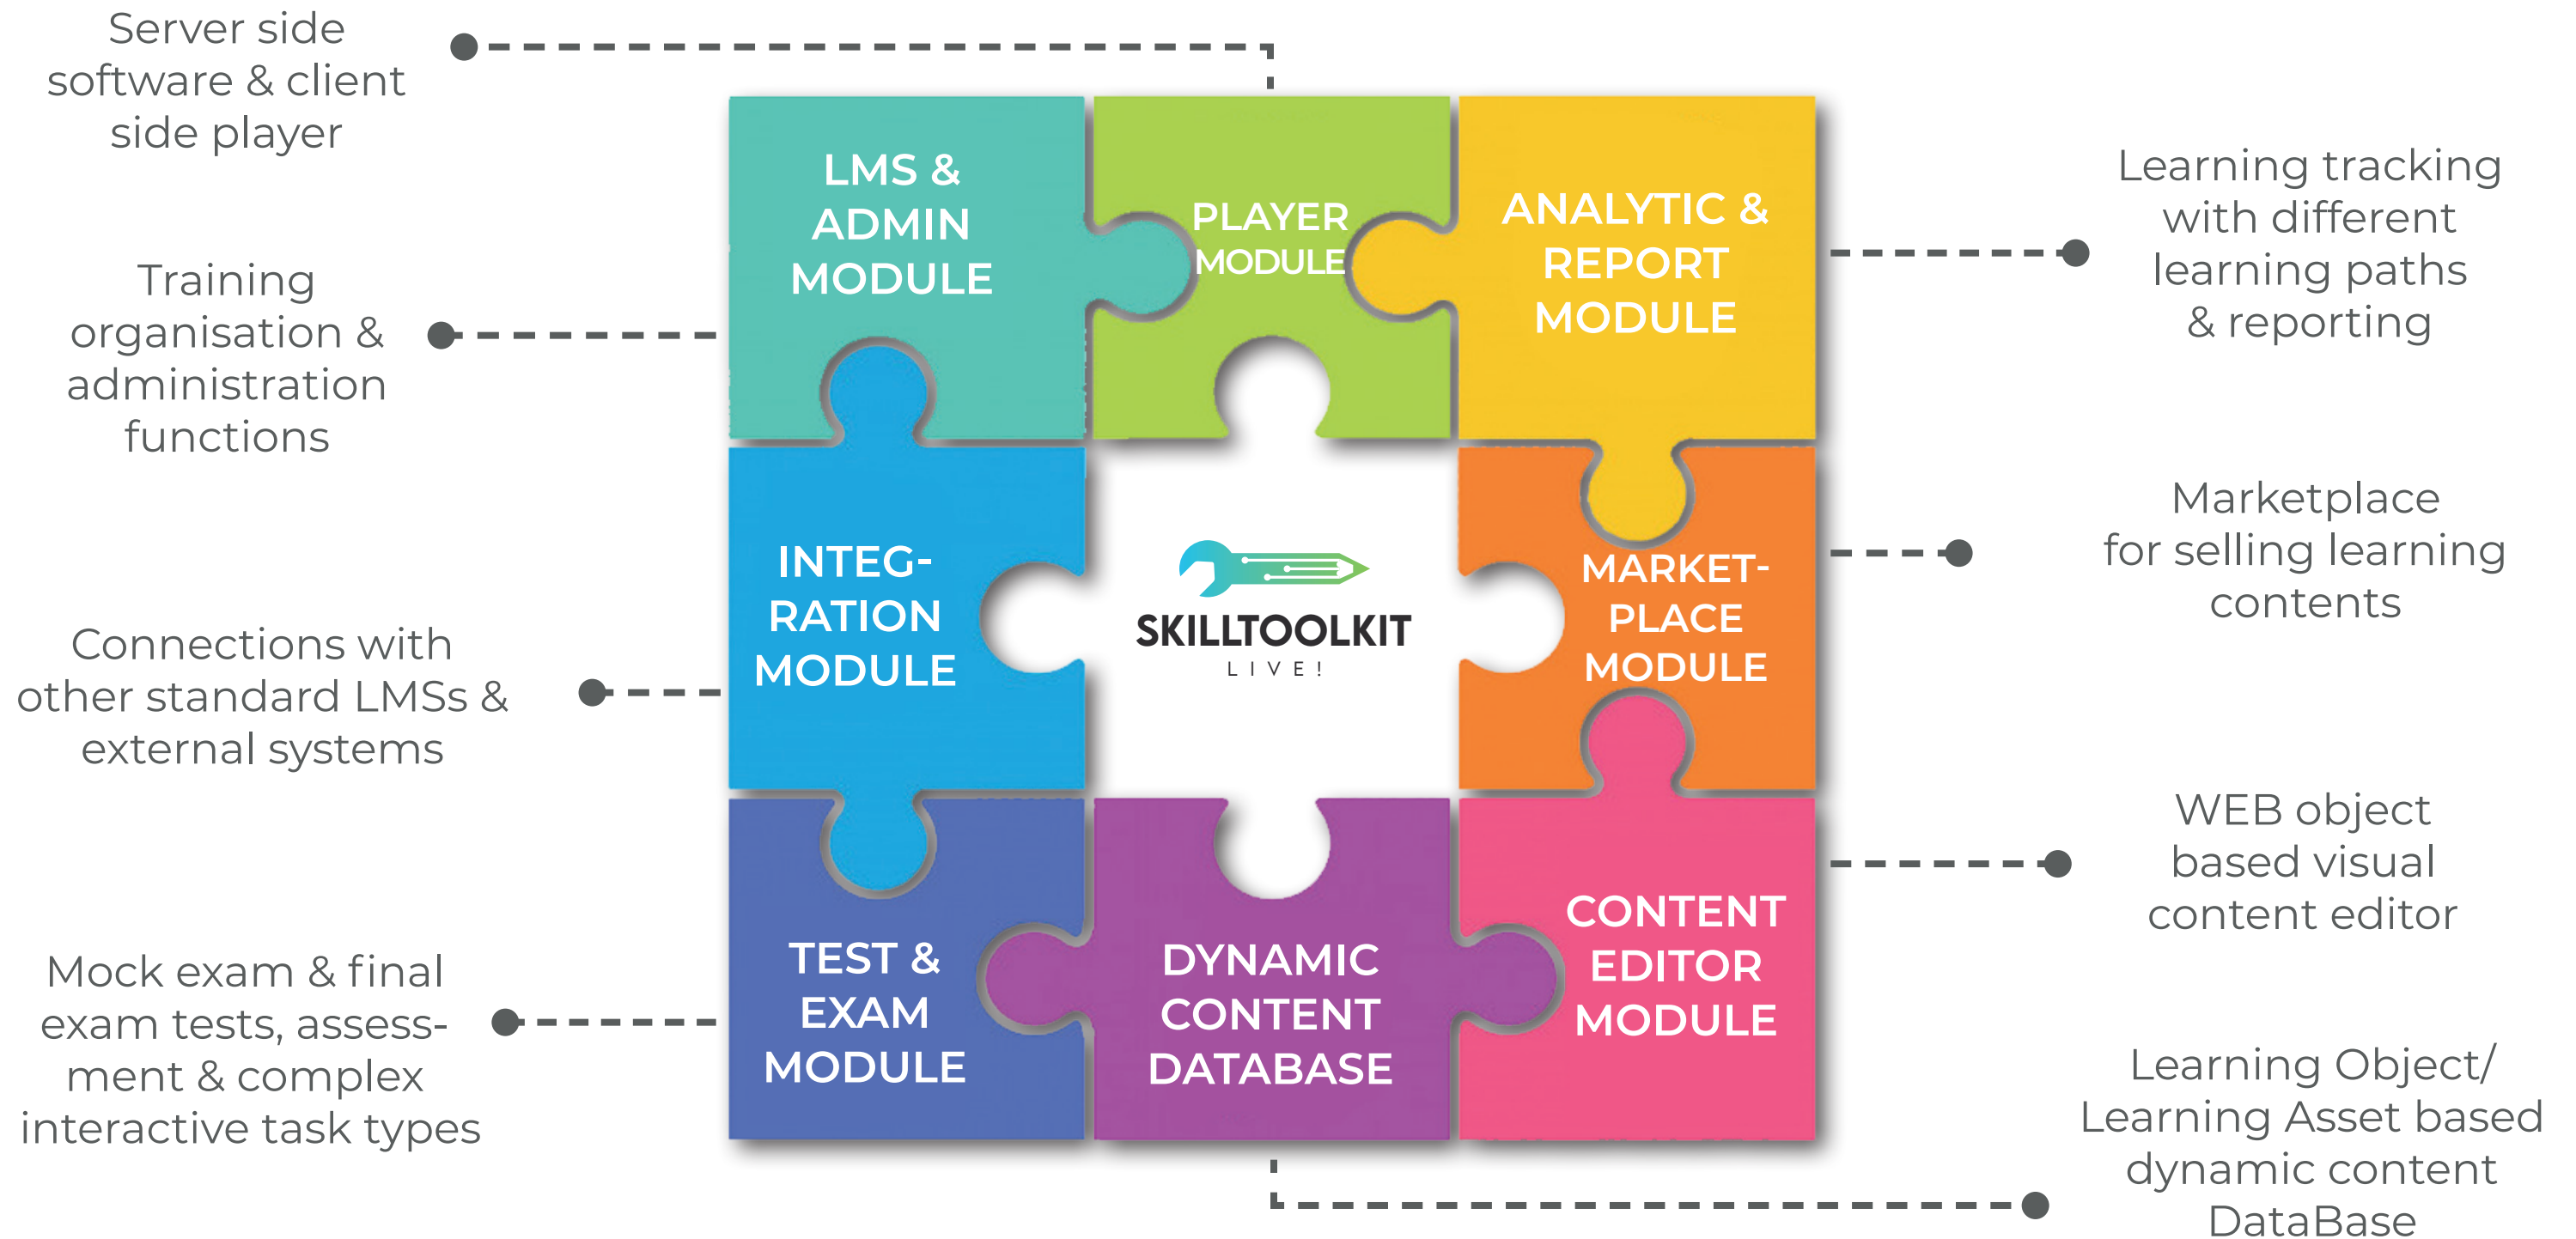 Server side
software & client
side player
Training
organisation &
administration
functions
Connections with
other standard LMSs &
external systems
Mock exam & final
exam tests, assess-
ment & complex
interactive task types
LMS &
ADMIN
MODULE
PLAYER
MODULE
ANALYTIC &
REPORT
MODULE
INTEG-
RATION
MODULE
SKILLTOOLKIT
LIVE!
MARKET-
PLACE
MODULE
TEST &
EXAM
MODULE
DYNAMIC
CONTENT
DATABASE
CONTENT
EDITOR
MODULE
Learning tracking
with different
learning paths
& reporting
Marketplace
for selling learning
contents
WEB object
based visual
content editor
Learning Object/
Learning Asset based
dynamic content
DataBase